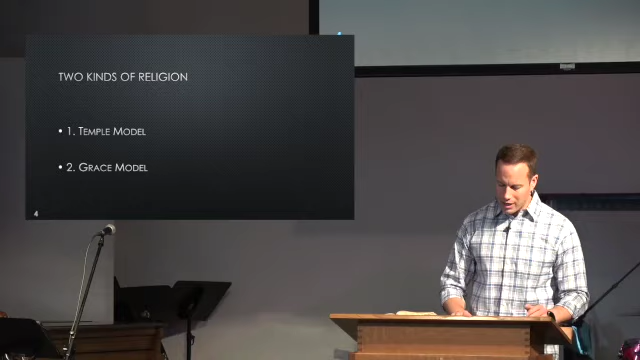 TWO KINDS OF RELIGION
• 1. TEMPLE MODEL
• 2. GRACE MODEL
4